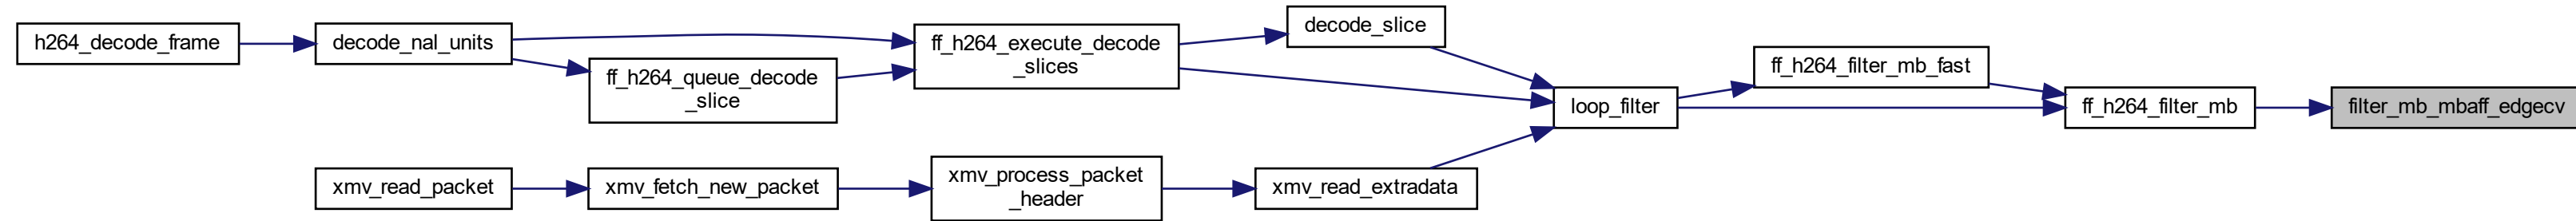 h264_decode_frame
decode_nal_units
ff_h264_queue_decode
_slice
ff_h264_execute_decode
_slices
decode_slice
loop_filter
ff_h264_filter_mb_fast
ff_h264_filter_mb
filter_mb_mbaff_edgecv
xmv_read_packet
xmv_fetch_new_packet
xmv_process_packet
_header
xmv_read_extradata